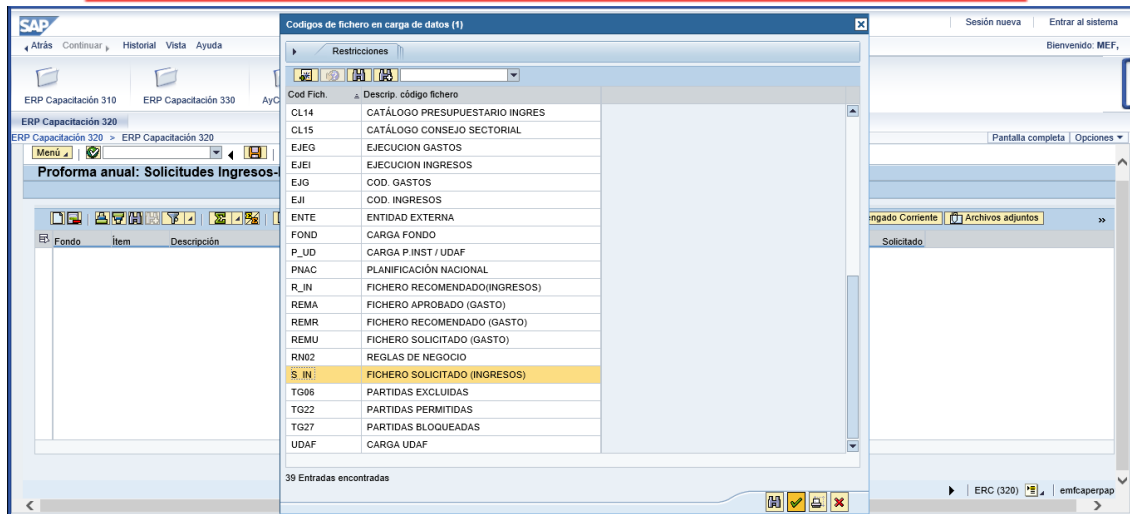 SAP
Codigos de fichero en carga de datos (1)
Sesión nueva Entrar al sistema
Atrás Continuar Historial Vista Ayuda
Bienvenido: MEF,
Restricciones
ERP Capacitación 310 ERP Capacitación 330
ERP Capacitación 320
ERP Capacitación 320 > ERP Capacitación 320
Pantalla completa Opciones
Menú
Proforma anual: Solicitudes Ingresos-
Archivos adjuntos
Fondo Ítem Descripción Solicitado
Cod Fich. Descrip. código fichero
CL14 CATÁLOGO PRESUPUESTARIO INGRES
CL15 CATÁLOGO CONSEJO SECTORIAL
EJEG EJECUCION GASTOS
EJEI EJECUCION INGRESOS
EJG COD. GASTOS
EJI COD. INGRESOS
ENTE ENTIDAD EXTERNA
FOND CARGA FONDO
P_UD CARGA P.INST / UDAF
PNAC PLANIFICACIÓN NACIONAL
R_IN FICHERO RECOMENDADO(INGRESOS)
REMA FICHERO APROBADO (GASTO)
REMR FICHERO RECOMENDADO (GASTO)
REMU FICHERO SOLICITADO (GASTO)
RN02 REGLAS DE NEGOCIO
S_IN FICHERO SOLICITADO (INGRESOS)
TG06 PARTIDAS EXCLUIDAS
TG22 PARTIDAS PERMITIDAS
TG27 PARTIDAS BLOQUEADAS
UDAF CARGA UDAF
39 Entradas encontradas
ERC (320) emfcaperpap